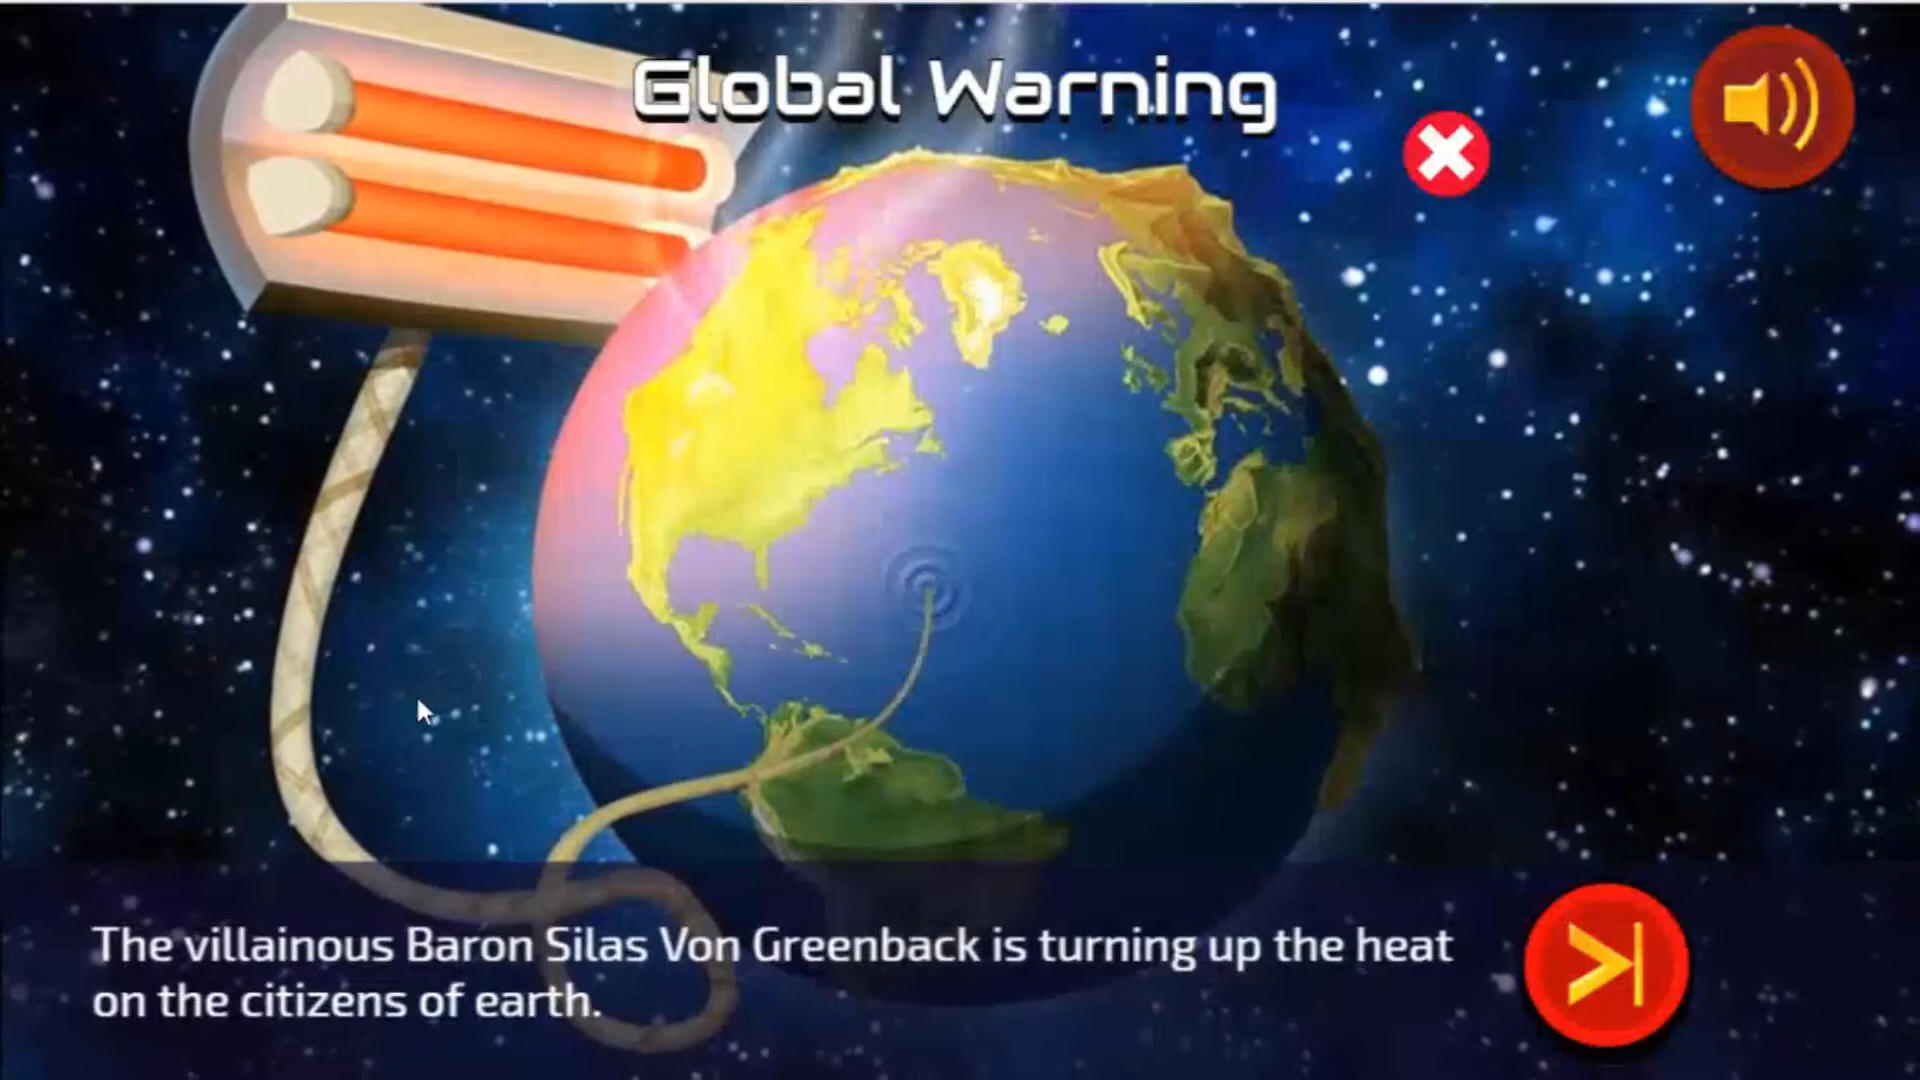 Global Warning
The villainous Baron Silas Von Greenback is turning up the heat
on the citizens of earth.